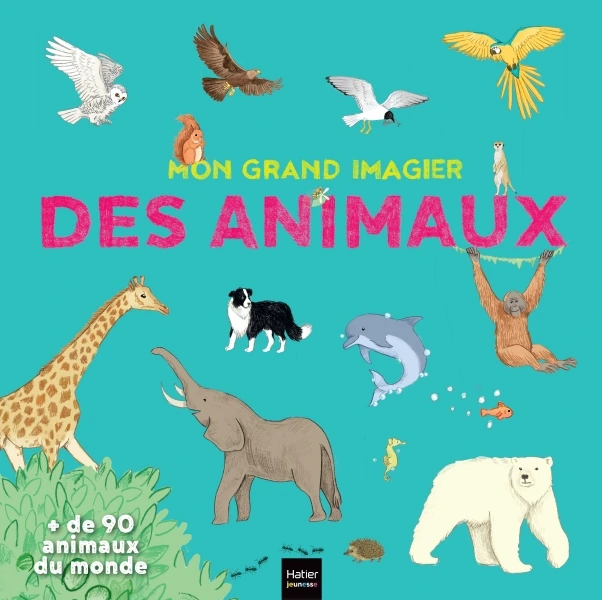 MON GRAND IMAGIER
DES ANIMAUX
+ de 90
animaux
du monde
Hatier
jeunesse